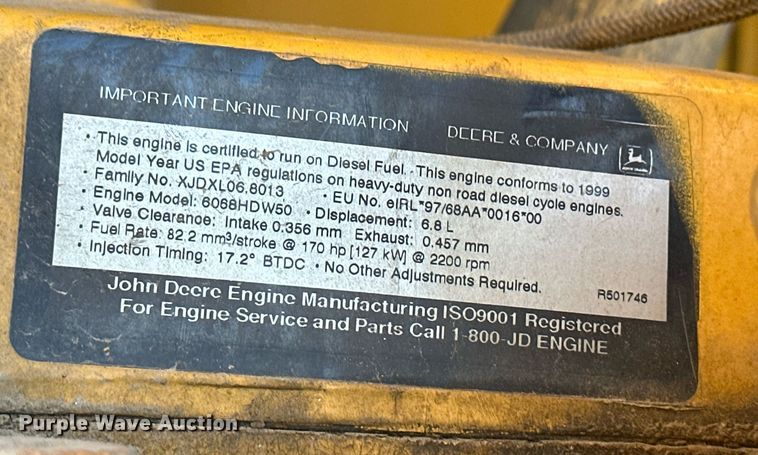 IMPORTANT ENGINE INFORMATION DEERE & COMPANY
• This engine is certified to run on Diesel Fuel. • This engine conforms to 1999
Model Year US EPA regulations on heavy-duty non road diesel cycle engines.
• Family No. XJDXL06.8013 • EU No. eIRL*97/68AA*0016*00
• Engine Model: 6068HDW50 • Displacement: 6.8 L
• Valve Clearance: Intake 0.356 mm Exhaust: 0.457 mm
• Fuel Rate: 82.2 mm³/stroke @ 170 hp [127 kW] @ 2200 rpm
• Injection Timing: 17.2° BTDC • No Other Adjustments Required. R501746
John Deere Engine Manufacturing ISO9001 Registered
For Engine Service and Parts Call 1-800-JD ENGINE
Purple Wave Auction